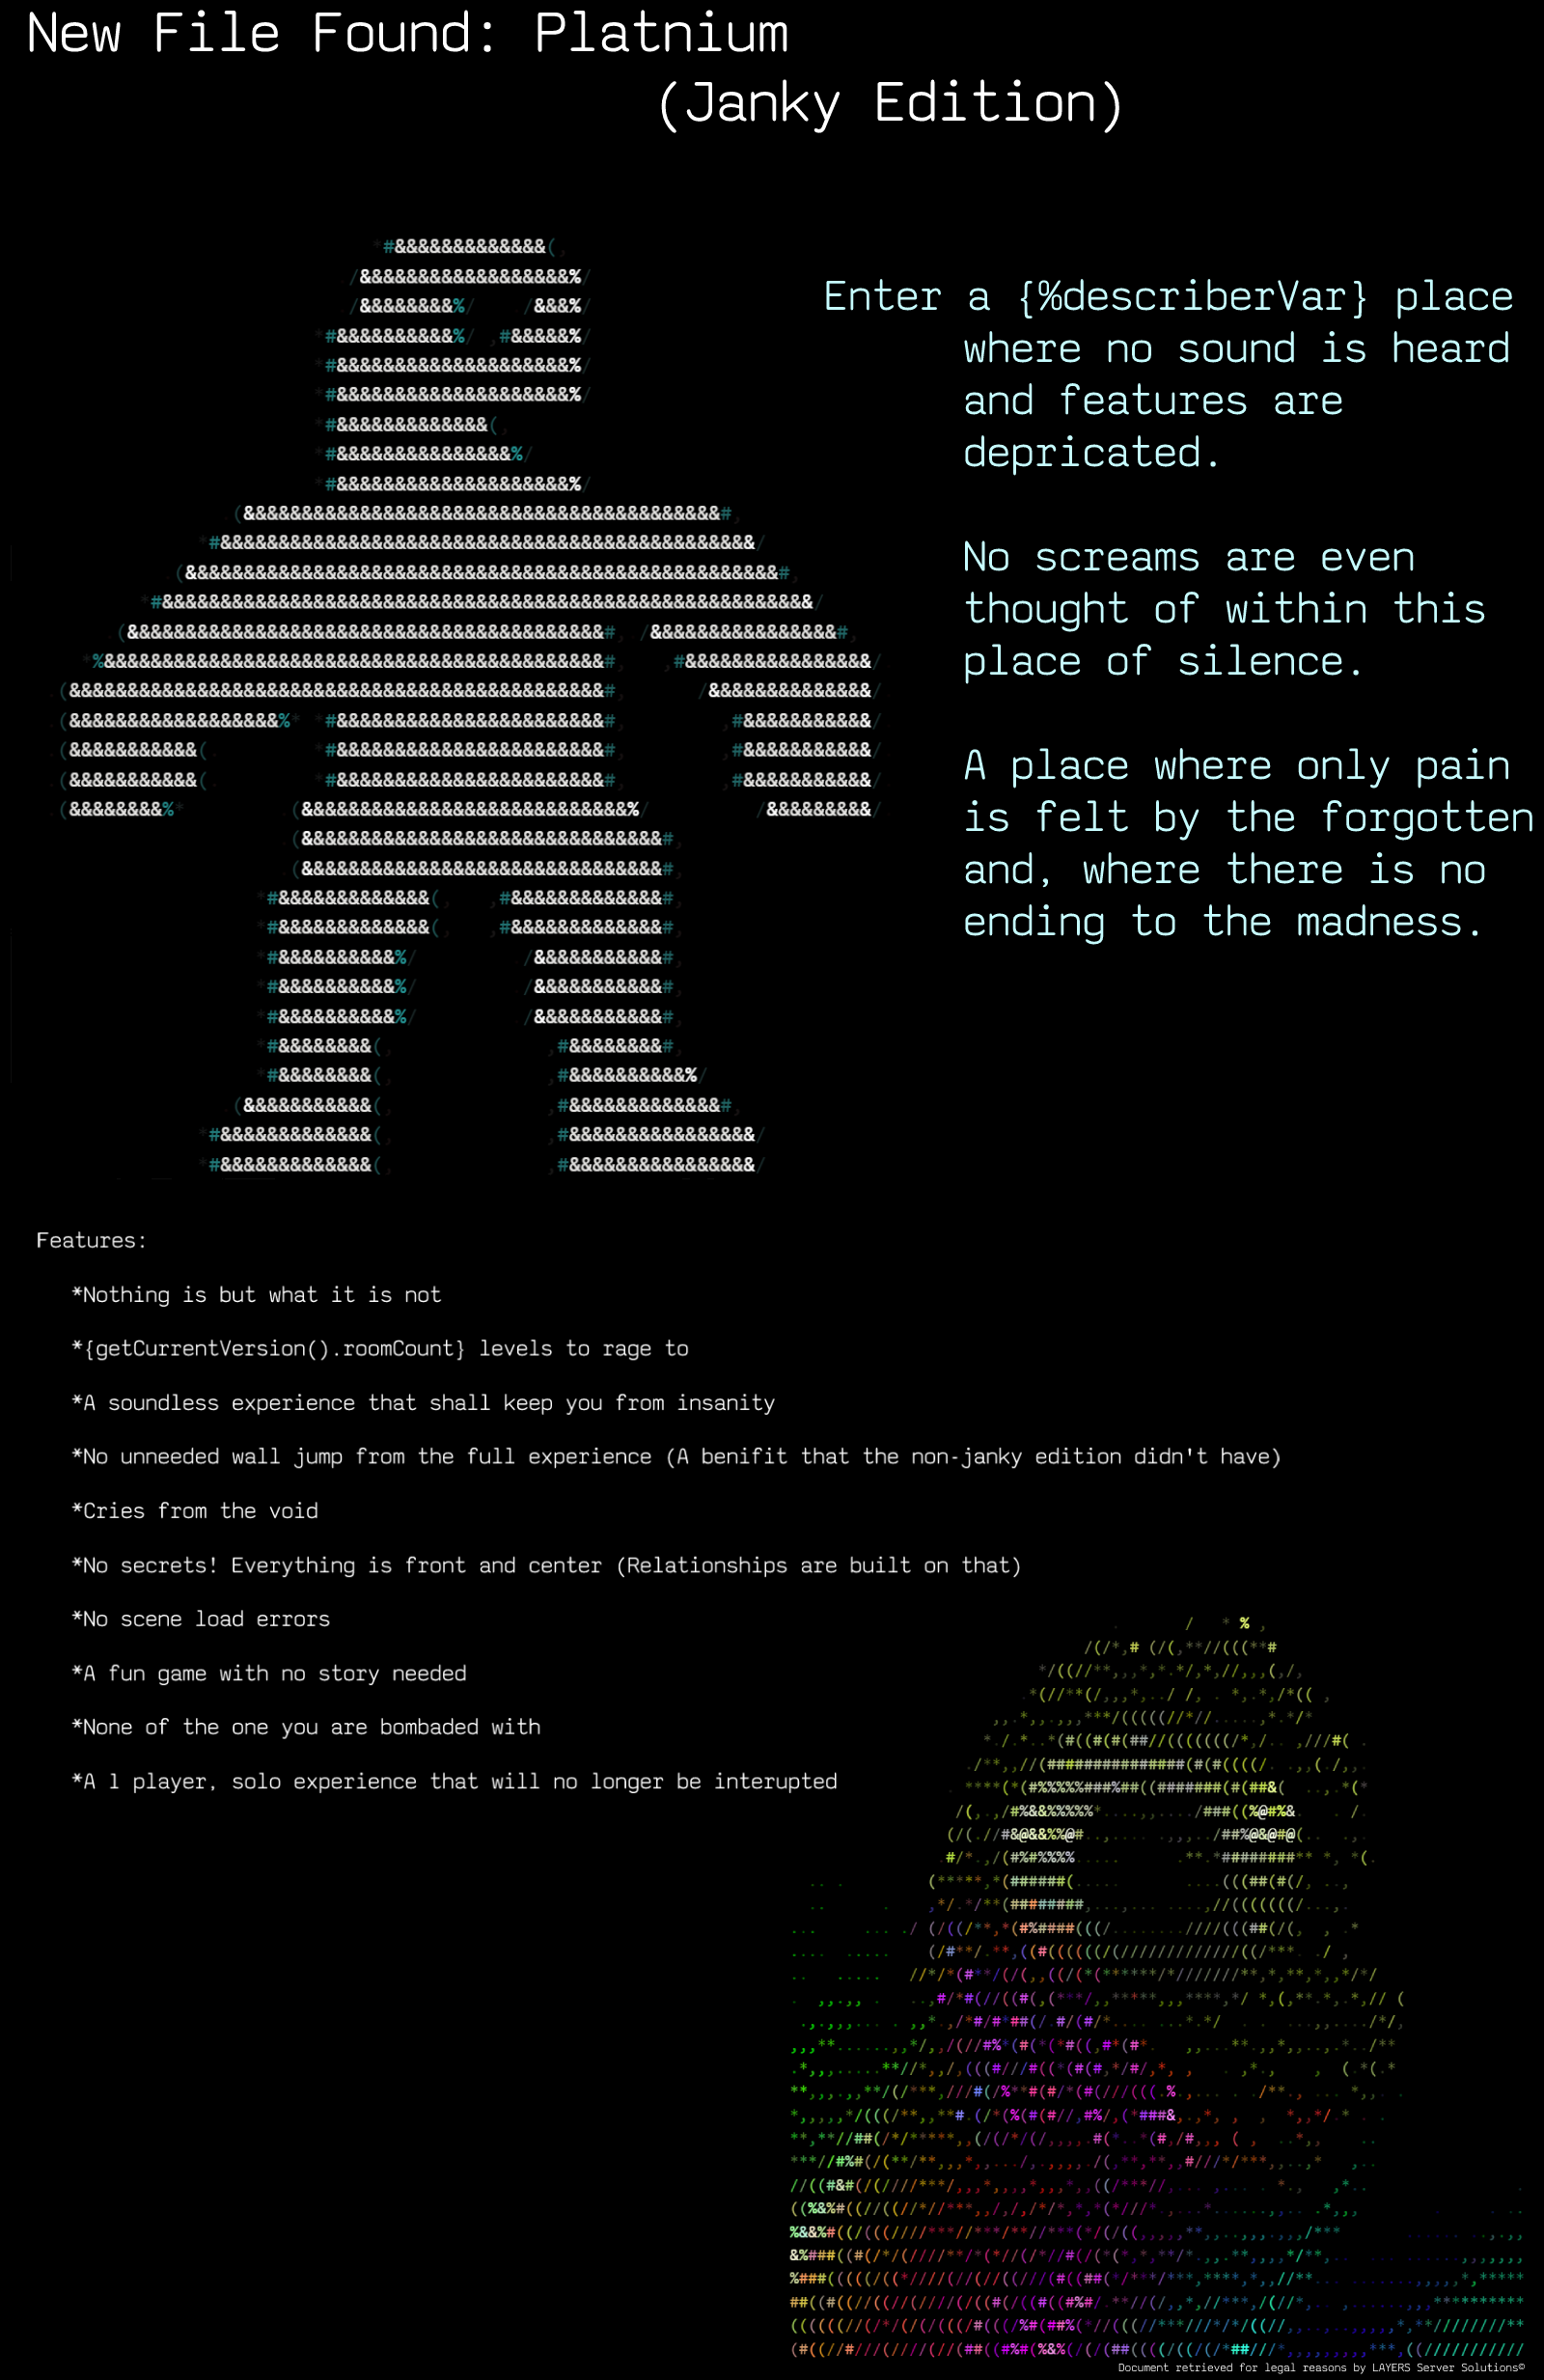 New File Found: Platnium
(Janky Edition)
Enter a {%describerVar} place
where no sound is heard
and features are
depricated.
No screams are even
thought of within this
place of silence.
A place where only pain
is felt by the forgotten
and, where there is no
ending to the madness.
Features:
*Nothing is but what it is not
*{getCurrentVersion().roomCount} levels to rage to
*A soundless experience that shall keep you from insanity
*No unneeded wall jump from the full experience (A benifit that the non-janky edition didn't have)
*Cries from the void
*No secrets! Everything is front and center (Relationships are built on that)
*No scene load errors
*A fun game with no story needed
*None of the one you are bombaded with
*A 1 player, solo experience that will no longer be interupted
Document retrieved for legal reasons by LAYERS Server Solutions©